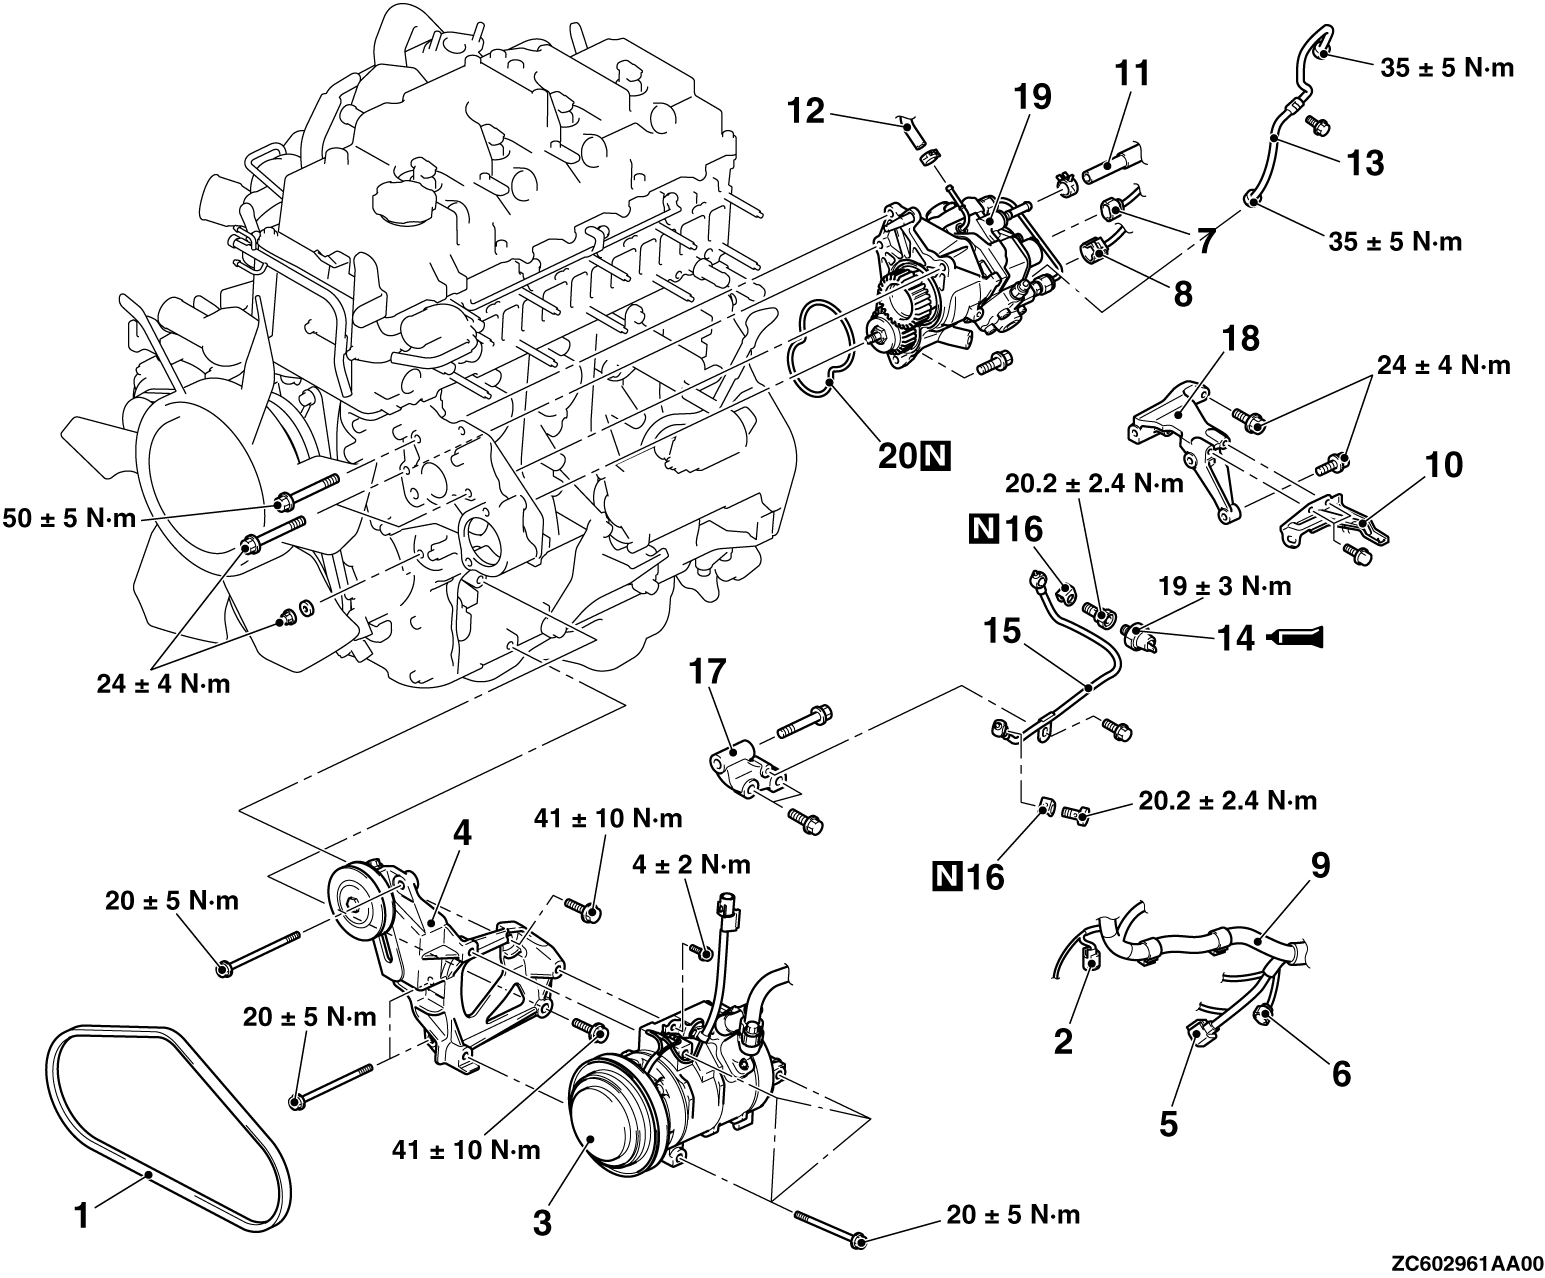 35 ± 5 N·m
11
19
12
13
7
35 ± 5 N·m
8
18
24 ± 4 N·m
20N
10
20.2 ± 2.4 N·m
50 ± 5 N·m
N16
19 ± 3 N·m
15
14
17
24 ± 4 N·m
20.2 ± 2.4 N·m
41 ± 10 N·m
4
4 ± 2 N·m
9
N16
20 ± 5 N·m
20 ± 5 N·m
2
6
5
41 ± 10 N·m
1
3
20 ± 5 N·m
ZC602961AA00